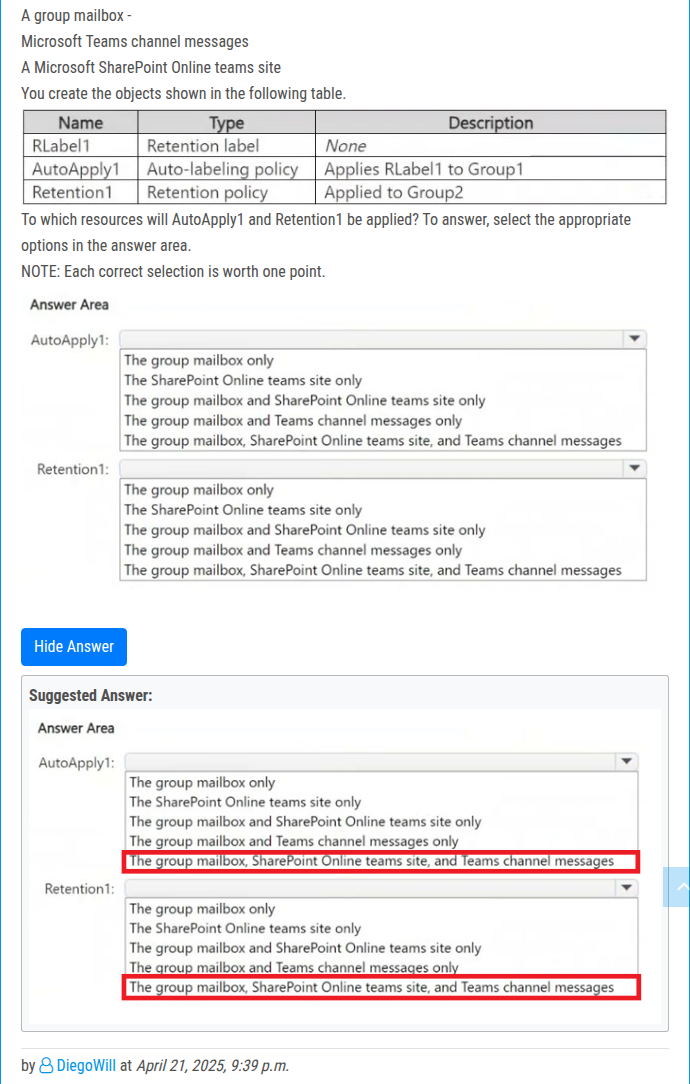 A group mailbox -
Microsoft Teams channel messages
A Microsoft SharePoint Online teams site
You create the objects shown in the following table.
Name Type Description
RLabel1 Retention label None
AutoApply1 Auto-labeling policy Applies RLabel1 to Group1
Retention1 Retention policy Applied to Group2
To which resources will AutoApply1 and Retention1 be applied? To answer, select the appropriate
options in the answer area.
NOTE: Each correct selection is worth one point.
Answer Area
AutoApply1:
The group mailbox only
The SharePoint Online teams site only
The group mailbox and SharePoint Online teams site only
The group mailbox and Teams channel messages only
The group mailbox, SharePoint Online teams site, and Teams channel messages
Retention1:
The group mailbox only
The SharePoint Online teams site only
The group mailbox and SharePoint Online teams site only
The group mailbox and Teams channel messages only
The group mailbox, SharePoint Online teams site, and Teams channel messages
Hide Answer
Suggested Answer:
Answer Area
AutoApply1:
The group mailbox only
The SharePoint Online teams site only
The group mailbox and SharePoint Online teams site only
The group mailbox and Teams channel messages only
The group mailbox, SharePoint Online teams site, and Teams channel messages
Retention1:
The group mailbox only
The SharePoint Online teams site only
The group mailbox and SharePoint Online teams site only
The group mailbox and Teams channel messages only
The group mailbox, SharePoint Online teams site, and Teams channel messages
by DiegoWill at April 21, 2025, 9:39 p.m.